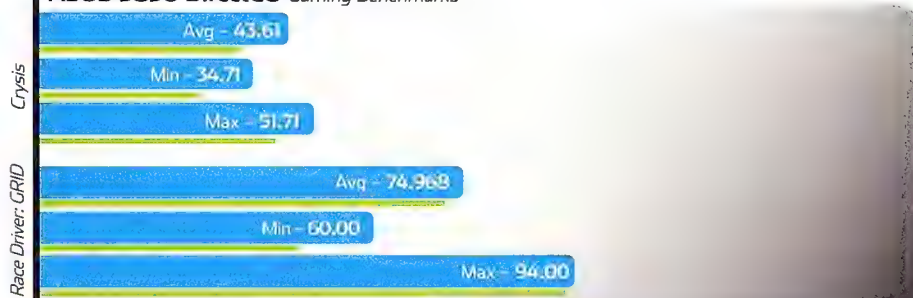 Gaming Benchmarks
Crysis
Avg - 43.61
Min - 34.71
Max - 51.71
Race Driver: GRID
Avg - 74.968
Min - 60.00
Max - 94.00